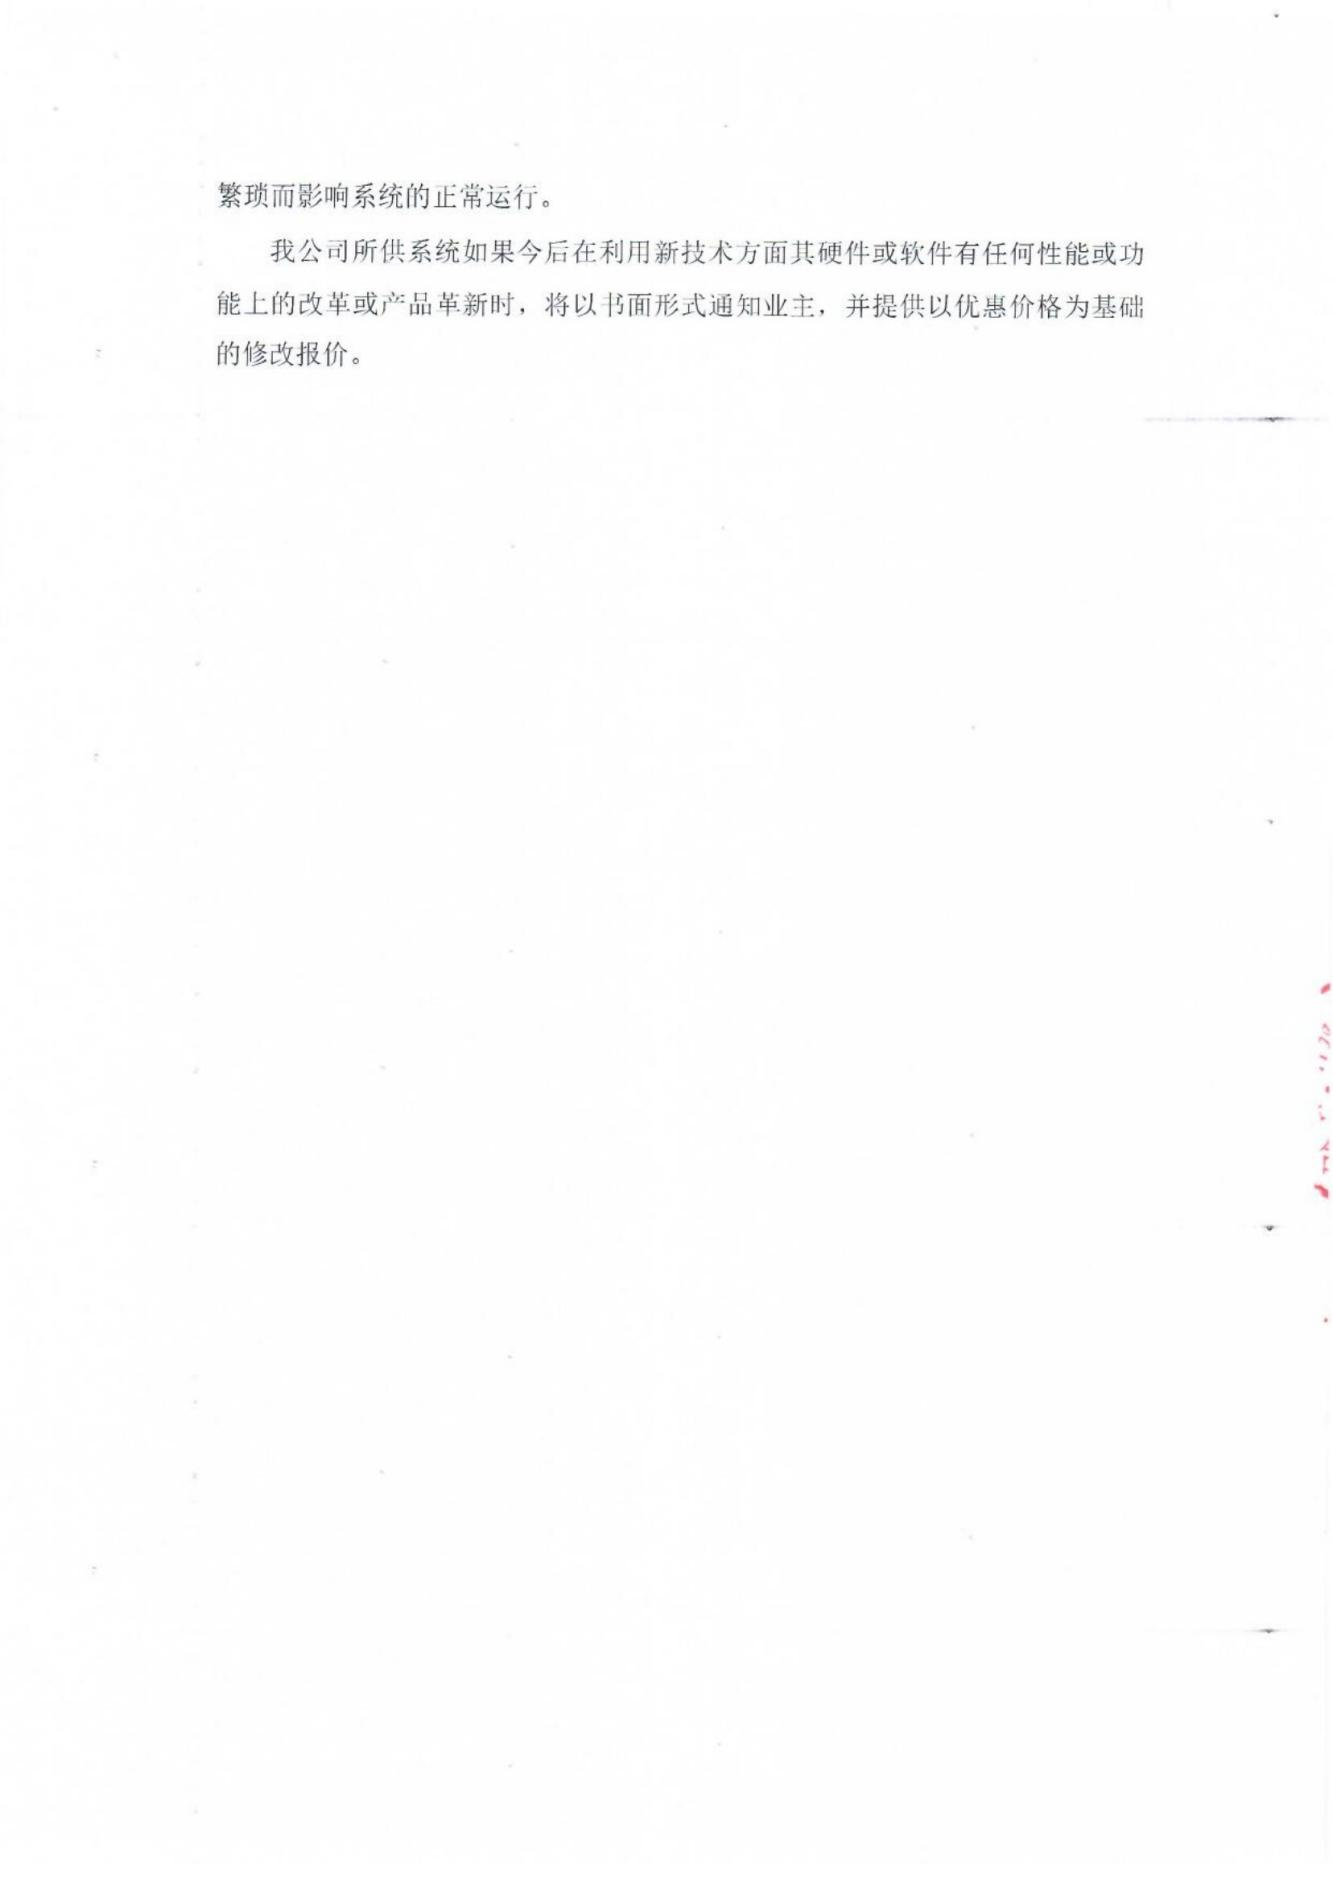 繁琐而影响系统的正常运行。
我公司所供系统如果今后在利用新技术方面其硬件或软件有任何性能或功
能上的改革或产品革新时，将以书面形式通知业主，并提供以优惠价格为基础
的修改报价。